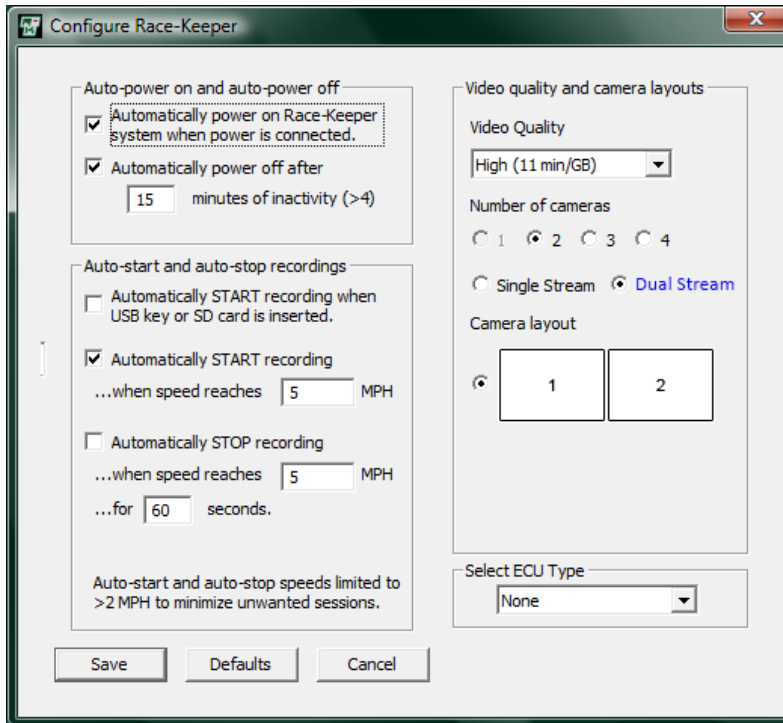 Configure Race-Keeper
Auto-power on and auto-power off
Automatically power on Race-Keeper
system when power is connected.
Automatically power off after
15 minutes of inactivity (>4)
Auto-start and auto-stop recordings
Automatically START recording when
USB key or SD card is inserted.
Automatically START recording
...when speed reaches 5 MPH
Automatically STOP recording
...when speed reaches 5 MPH
...for 60 seconds.
Auto-start and auto-stop speeds limited to
>2 MPH to minimize unwanted sessions.
Video quality and camera layouts
Video Quality
High (11 min/GB)
Number of cameras
1 2 3 4
Single Stream Dual Stream
Camera layout
1 2
Select ECU Type
None
Save Defaults Cancel